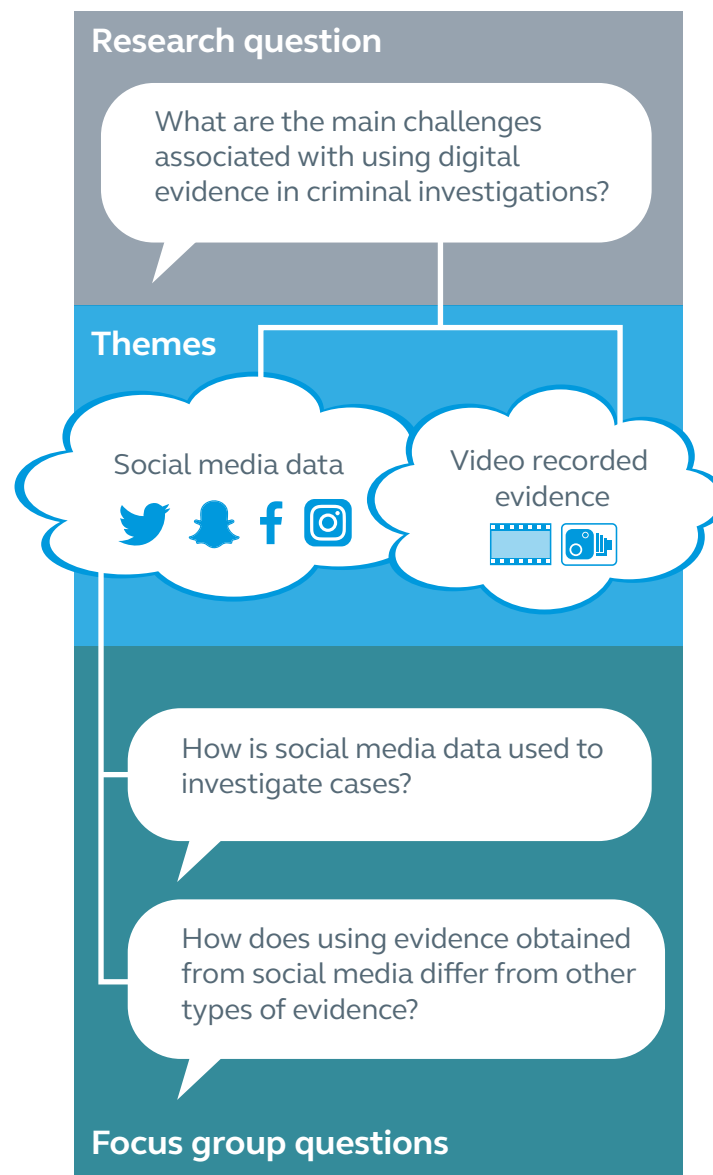 Research question
What are the main challenges
associated with using digital
evidence in criminal investigations?
Themes
Social media data
Video recorded
evidence
How is social media data used to
investigate cases?
How does using evidence obtained
from social media differ from other
types of evidence?
Focus group questions